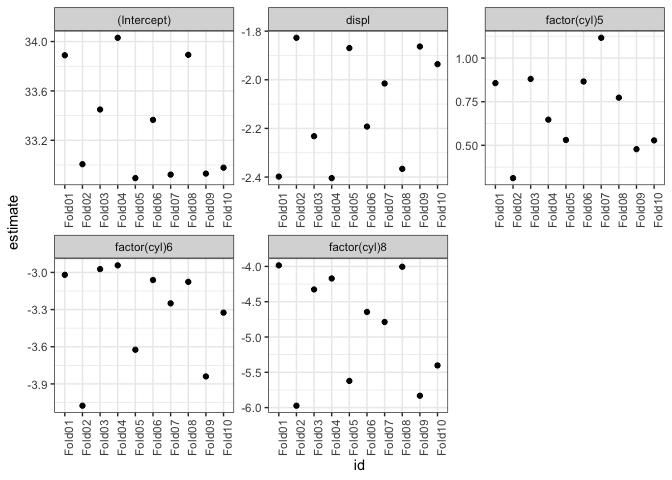 (Intercept)
displ
factor(cyl)5
34.0
33.6
33.2
-1.8
-2.0
-2.2
-2.4
1.00
0.75
0.50
Fold01 Fold02 Fold03 Fold04 Fold05 Fold06 Fold07 Fold08 Fold09 Fold10
Fold01 Fold02 Fold03 Fold04 Fold05 Fold06 Fold07 Fold08 Fold09 Fold10
Fold01 Fold02 Fold03 Fold04 Fold05 Fold06 Fold07 Fold08 Fold09 Fold10
estimate
factor(cyl)6
factor(cyl)8
-3.0
-3.3
-3.6
-3.9
-4.0
-4.5
-5.0
-5.5
-6.0
Fold01 Fold02 Fold03 Fold04 Fold05 Fold06 Fold07 Fold08 Fold09 Fold10
Fold01 Fold02 Fold03 Fold04 Fold05 Fold06 Fold07 Fold08 Fold09 Fold10
id